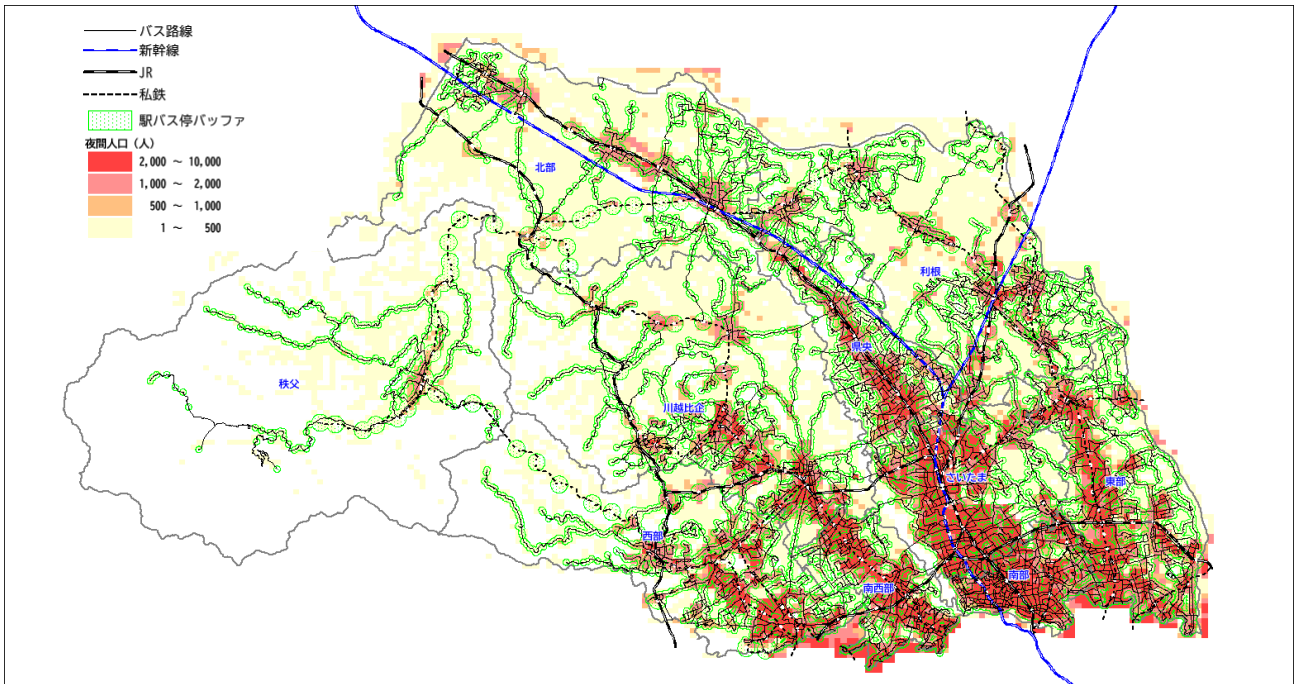 バス路線
新幹線
JR
私鉄
駅バス停バッファ
夜間人口（人）
2,000 ～ 10,000
1,000 ～ 2,000
500 ～ 1,000
1 ～ 500
北部
利根
県央
秩父
川越比企
さいたま
東部
西部
南部
南西部